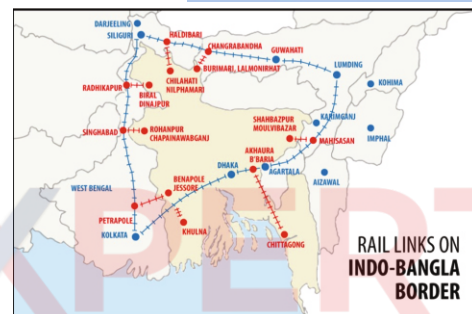 DARJEELING
SILIGURI
HALDIBARI
CHANGRABANDHA
GUWAHATI
BURIMARI, LALMONIRHAT
LUMDING
CHILAHATI
NILPHAMARI
KOHIMA
RADHIKAPUR
BIRAL
DINAJPUR
KARIMGANJ
SHAHBAZPUR
MOULVIBAZAR
MAHISASAN
IMPHAL
SINGHABAD
ROHANPUR
CHAPAINAWABGANJ
AKHAURA
B'BARIA
DHAKA
AGARTALA
AIZAWAL
WEST BENGAL
BENAPOLE
JESSORE
PETRAPOLE
KHULNA
KOLKATA
CHITTAGONG
RAIL LINKS ON
INDO-BANGLA
BORDER
XPERT